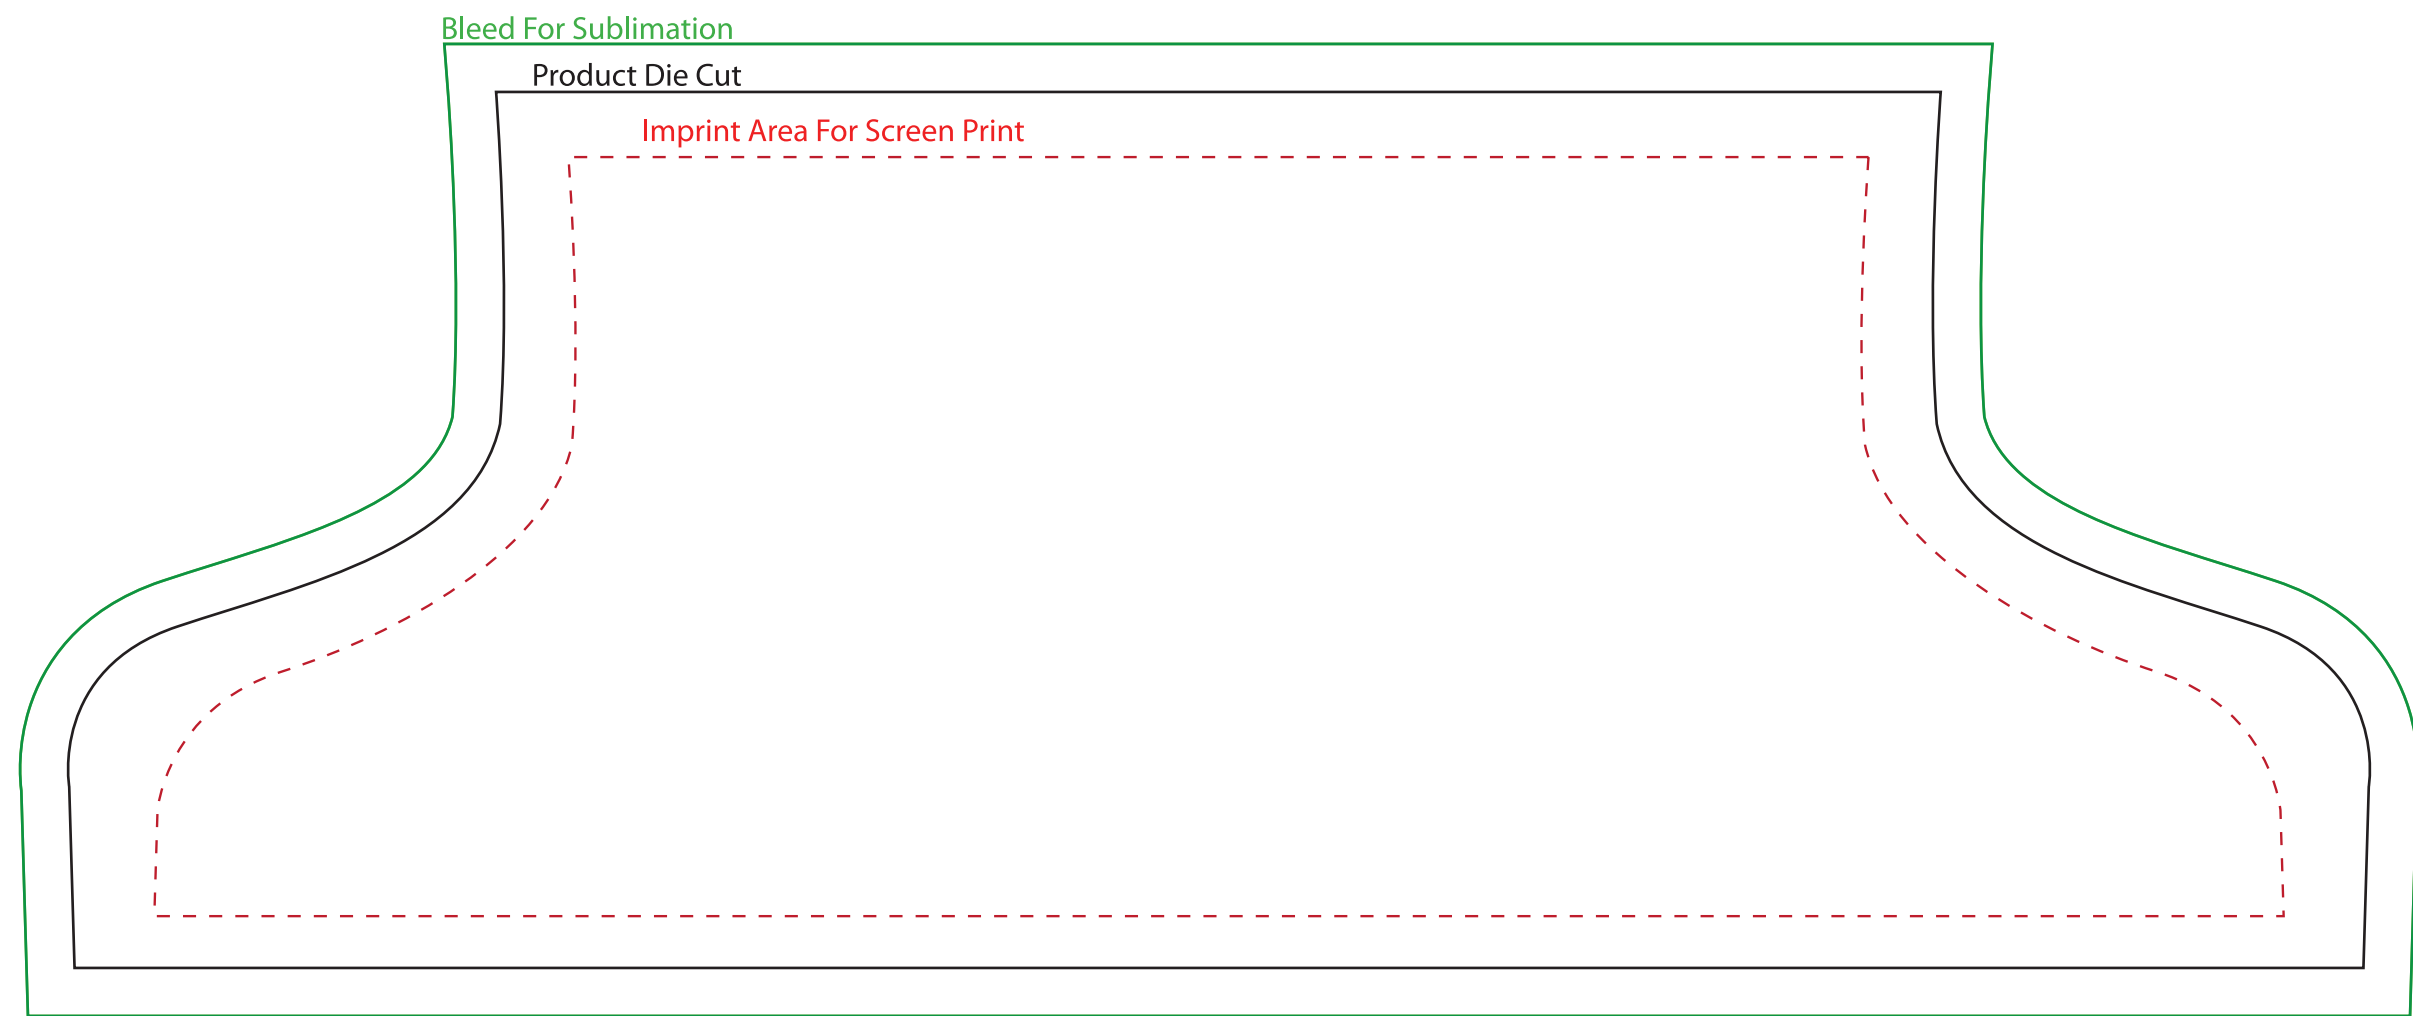 Bleed For Sublimation
Product Die Cut
Imprint Area For Screen Print